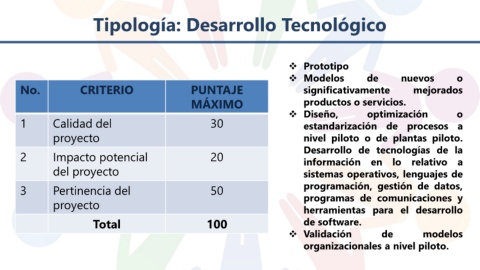 Tipología: Desarrollo Tecnológico
No. CRITERIO PUNTAJE
MÁXIMO
1 Calidad del 30
proyecto
2 Impacto potencial 20
del proyecto
3 Pertinencia del 50
proyecto
Total 100
❖ Prototipo
❖ Modelos de nuevos o
significativamente mejorados
productos o servicios.
❖ Diseño, optimización o
estandarización de procesos a
nivel piloto o de plantas piloto.
Desarrollo de tecnologías de la
información en lo relativo a
sistemas operativos, lenguajes de
programación, gestión de datos,
programas de comunicaciones y
herramientas para el desarrollo
de software.
❖ Validación de modelos
organizacionales a nivel piloto.